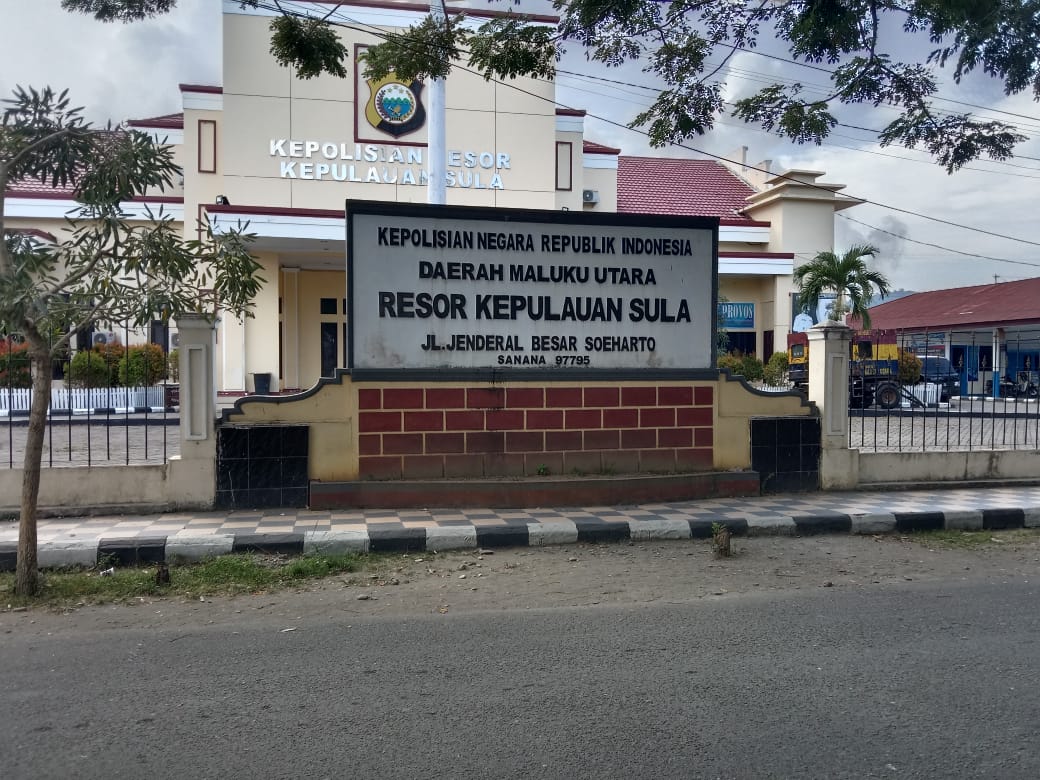 KEPOLISIAN RESOR
KEPULAUAN SULA
KEPOLISIAN NEGARA REPUBLIK INDONESIA
DAERAH MALUKU UTARA
RESOR KEPULAUAN SULA
JL.JENDERAL BESAR SOEHARTO
SANANA 97795
PROVOS